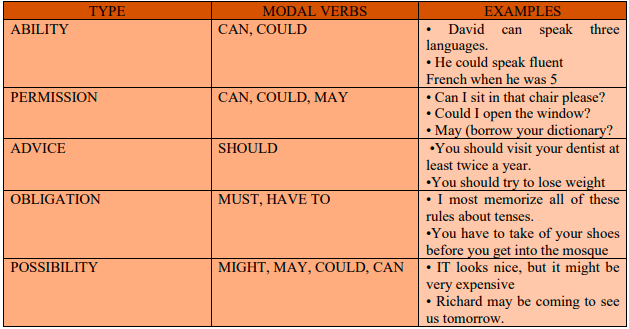 TYPE MODAL VERBS EXAMPLES
ABILITY CAN, COULD • David can speak three
languages.
• He could speak fluent
French when he was 5
PERMISSION CAN, COULD, MAY • Can I sit in that chair please?
• Could I open the window?
• May (borrow your dictionary?
ADVICE SHOULD •You should visit your dentist at
least twice a year.
•You should try to lose weight
OBLIGATION MUST, HAVE TO • I most memorize all of these
rules about tenses.
•You have to take of your shoes
before you get into the mosque
POSSIBILITY MIGHT, MAY, COULD, CAN • IT looks nice, but it might be
very expensive
• Richard may be coming to see
us tomorrow.